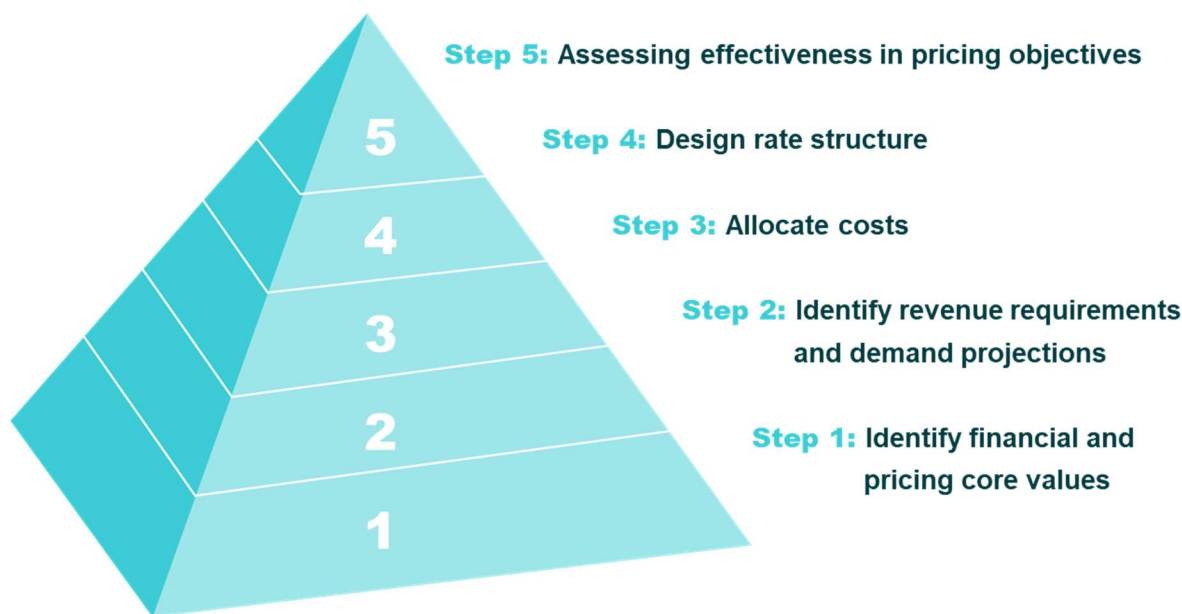 Step 5: Assessing effectiveness in pricing objectives
5
Step 4: Design rate structure
4
Step 3: Allocate costs
3
Step 2: Identify revenue requirements
and demand projections
2
Step 1: Identify financial and
pricing core values
1